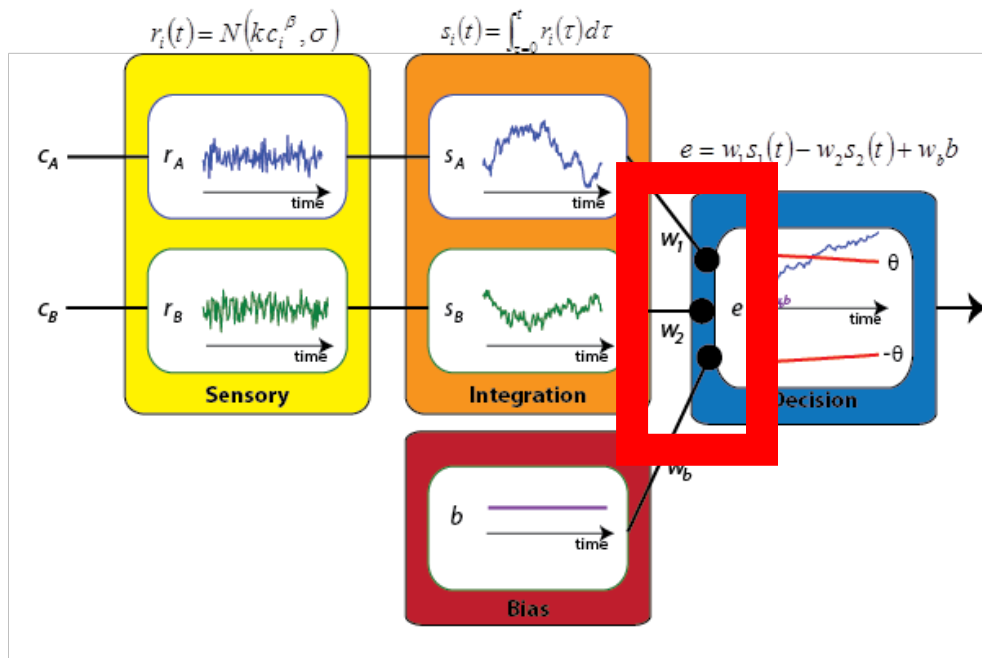 r_i(t) = N(kc_i^β, σ)
s_i(t) = ∫_{τ=0}^t r_i(τ)dτ
e = w_1s_1(t) − w_2s_2(t) + w_bb
c_A
r_A
time
s_A
time
w_1
θ
c_B
r_B
time
s_B
time
w_2
e
b
time
-θ
Sensory
Integration
Decision
w_b
b
time
Bias